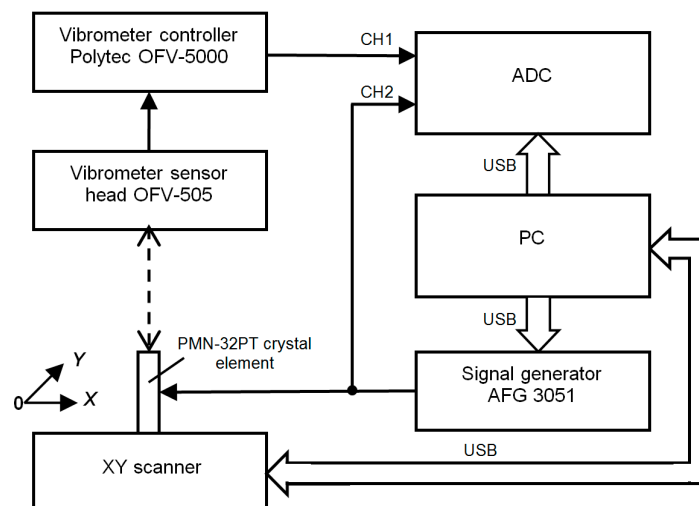 Vibrometer controller
Polytec OFV-5000
CH1
ADC
CH2
Vibrometer sensor
head OFV-505
USB
PC
USB
PMN-32PT crystal
element
Signal generator
AFG 3051
Y
0
X
USB
XY scanner